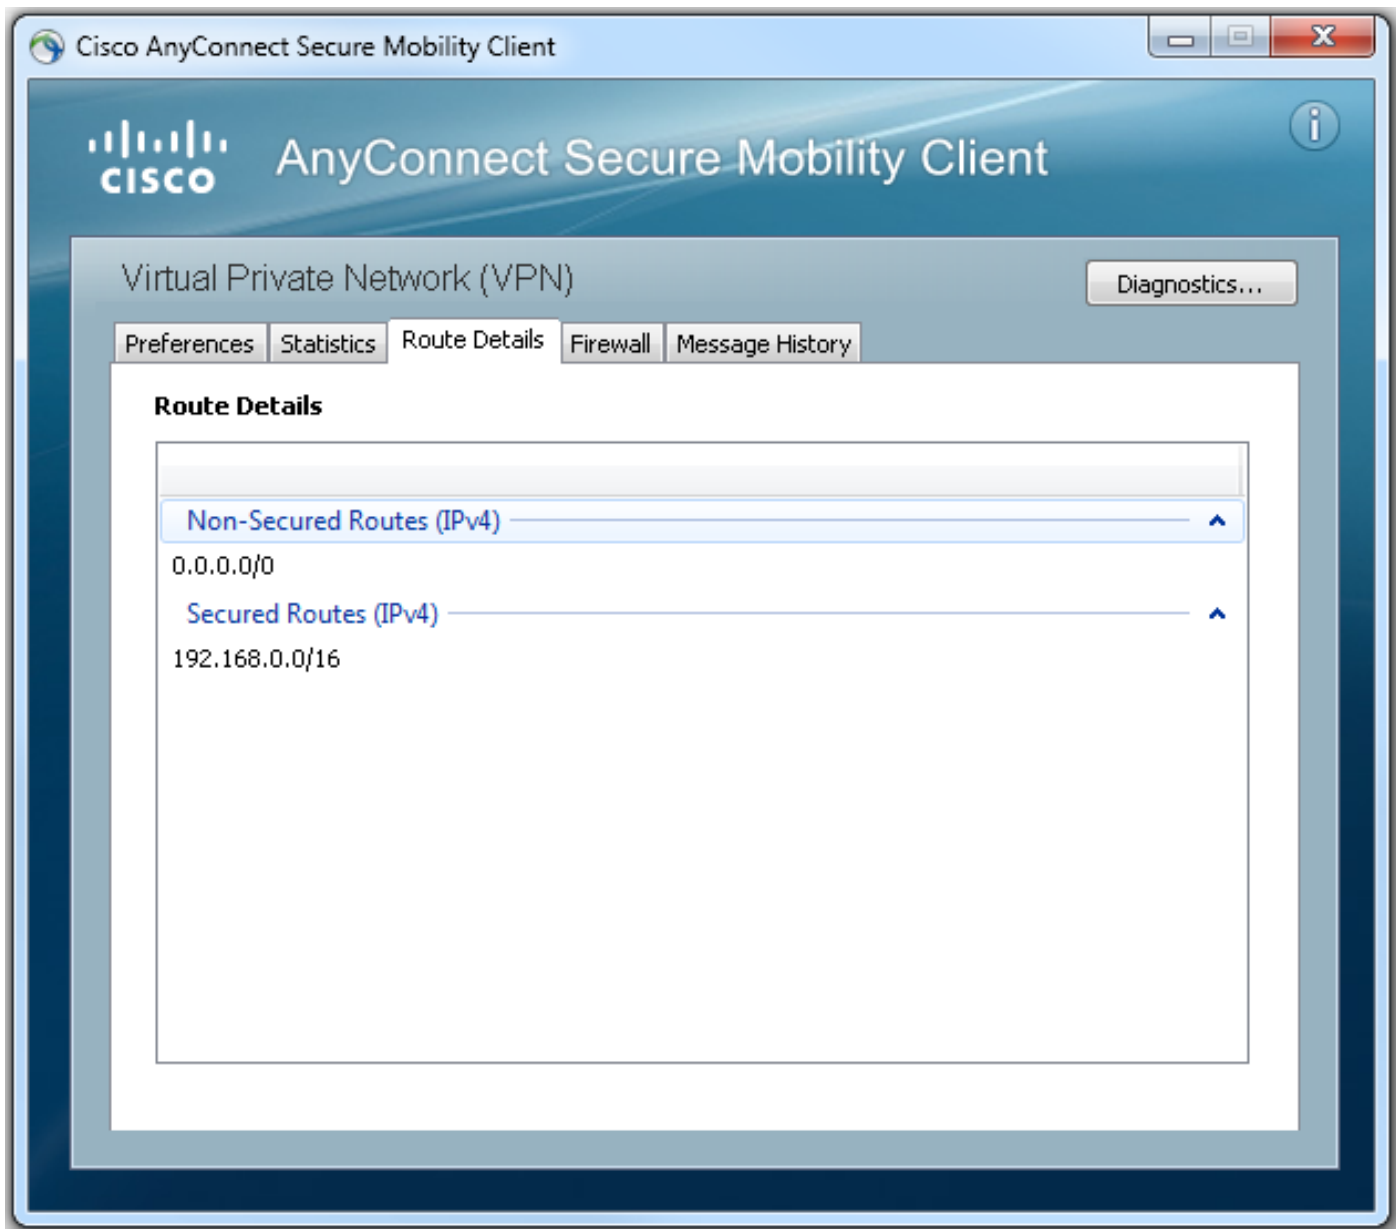 Cisco AnyConnect Secure Mobility Client
CISCO
AnyConnect Secure Mobility Client
Virtual Private Network (VPN)
Diagnostics...
Preferences Statistics Route Details Firewall Message History
Route Details
Non-Secured Routes (IPv4)
0.0.0.0/0
Secured Routes (IPv4)
192.168.0.0/16